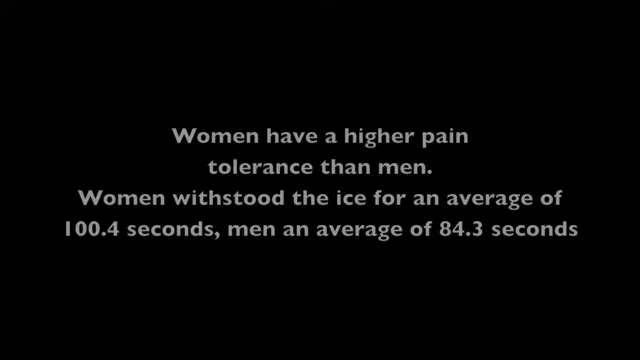 Women have a higher pain
tolerance than men.
Women withstood the ice for an average of
100.4 seconds, men an average of 84.3 seconds